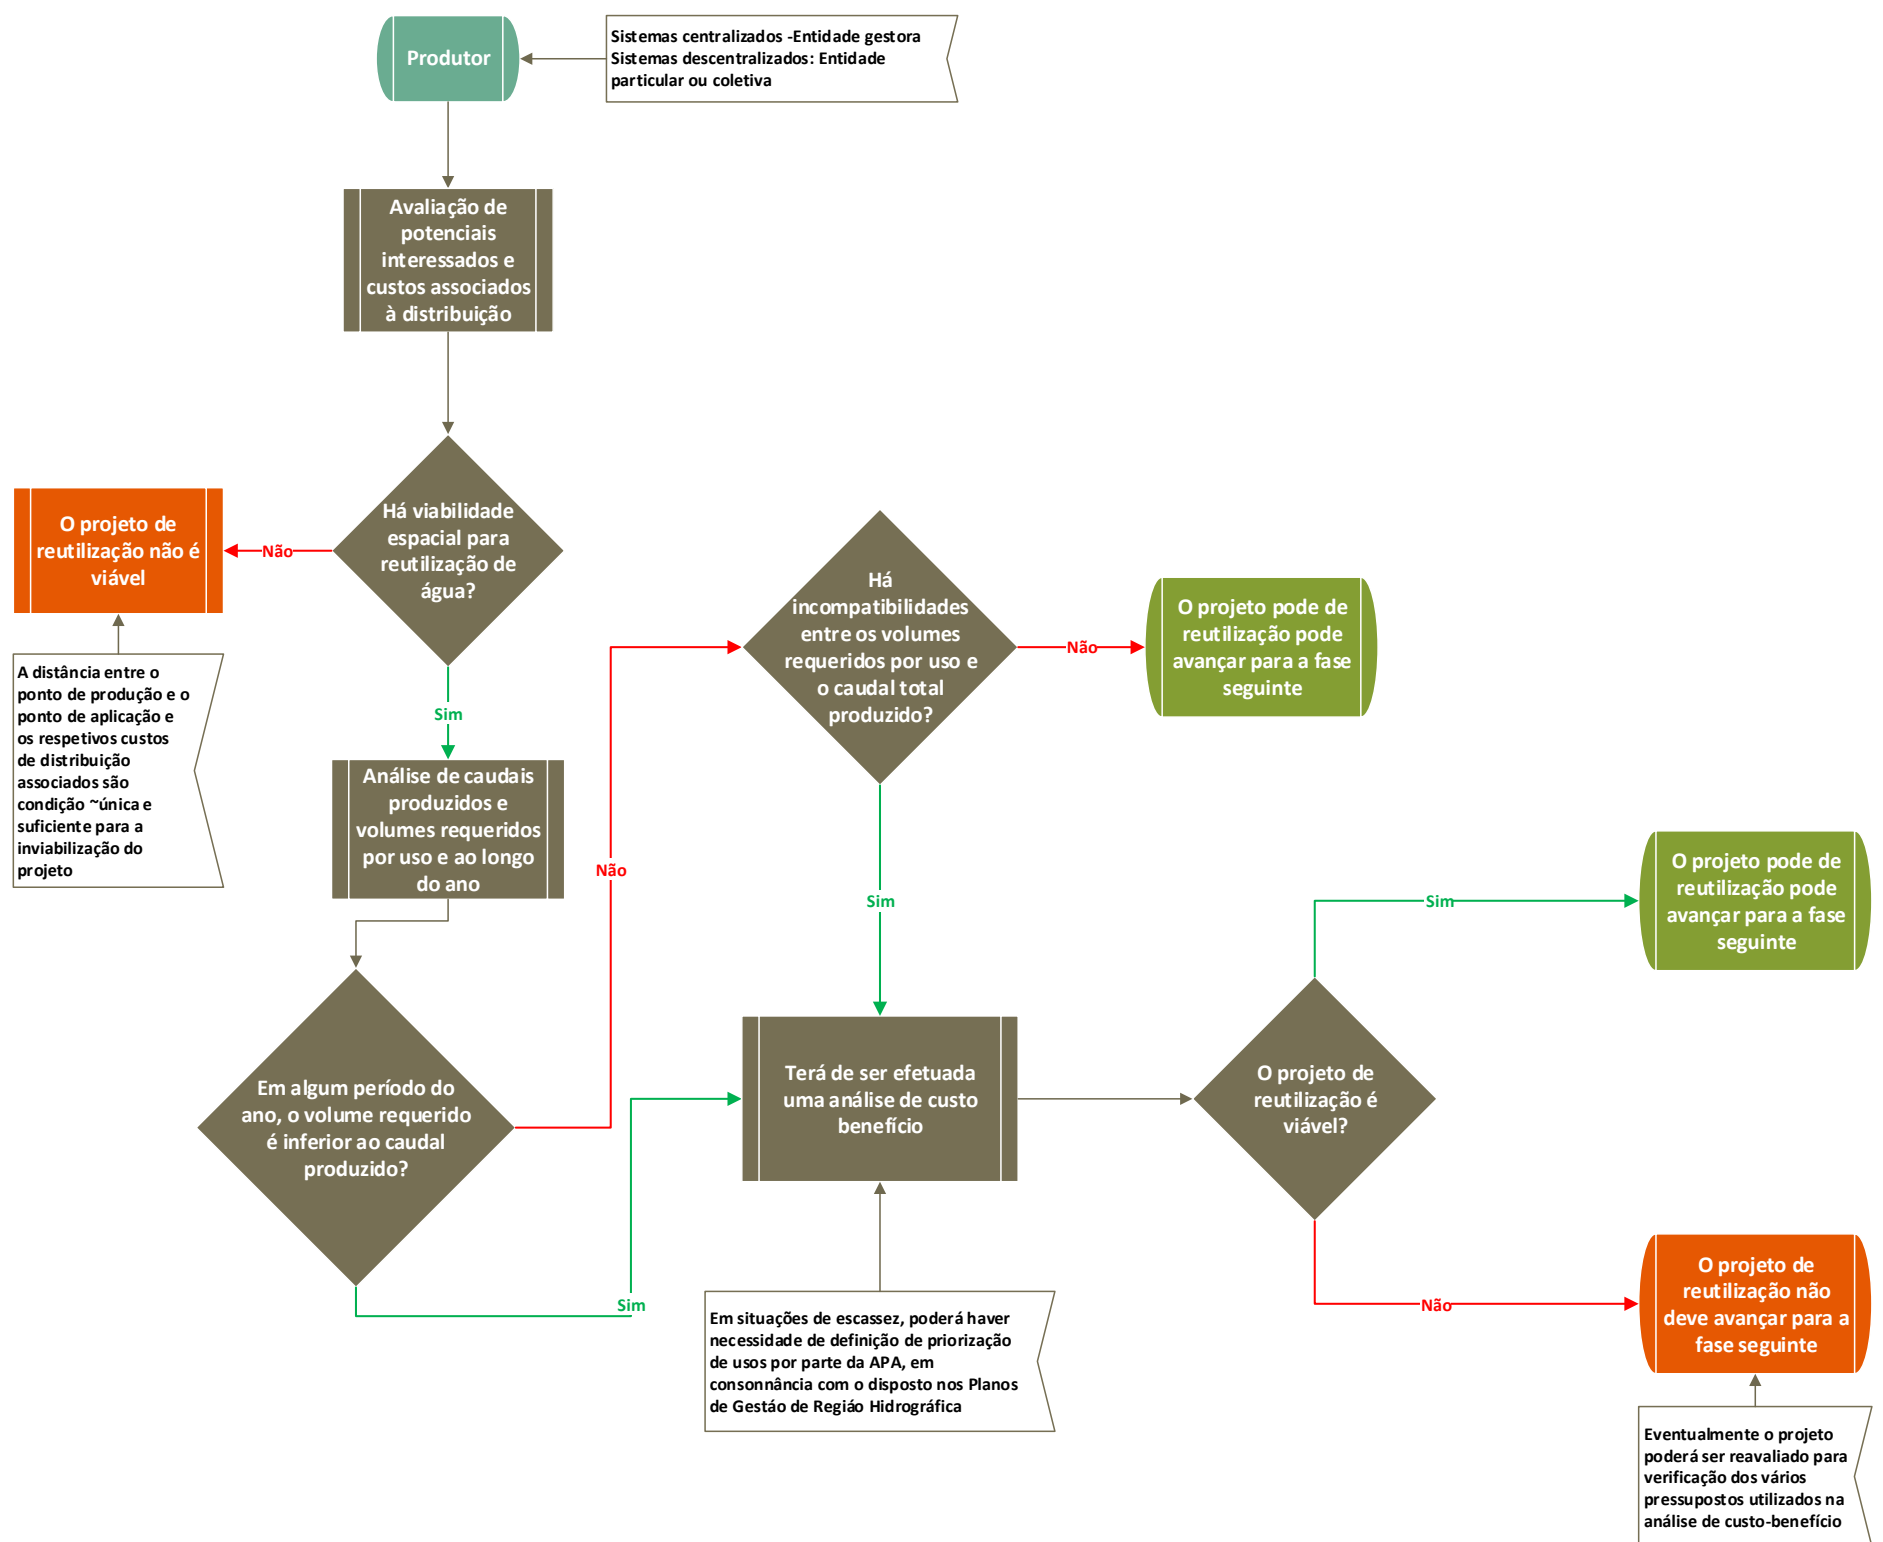 Produtor
Sistemas centralizados -Entidade gestora
Sistemas descentralizados: Entidade
particular ou coletiva
Avaliação de
potenciais
interessados e
custos associados
à distribuição
Há viabilidade
espacial para
reutilização de
água?
Não
O projeto de
reutilização não é
viável
A distância entre o
ponto de produção e o
ponto de aplicação e
os respetivos custos
de distribuição
associados são
condição ~única e
suficiente para a
inviabilização do
projeto
Sim
Análise de caudais
produzidos e
volumes requeridos
por uso e ao longo
do ano
Em algum período do
ano, o volume requerido
é inferior ao caudal
produzido?
Não
Sim
Há
incompatibilidades
entre os volumes
requeridos por uso e
o caudal total
produzido?
Não
O projeto pode de
reutilização pode
avançar para a fase
seguinte
Sim
Terá de ser efetuada
uma análise de custo
benefício
Em situações de escassez, poderá haver
necessidade de definição de priorização
de usos por parte da APA, em
consonnância com o disposto nos Planos
de Gestáo de Regiáo Hidrográfica
O projeto de
reutilização é
viável?
Sim
O projeto pode de
reutilização pode
avançar para a fase
seguinte
Não
O projeto de
reutilização não
deve avançar para a
fase seguinte
Eventualmente o projeto
poderá ser reavaliado para
verificação dos vários
pressupostos utilizados na
análise de custo-benefício